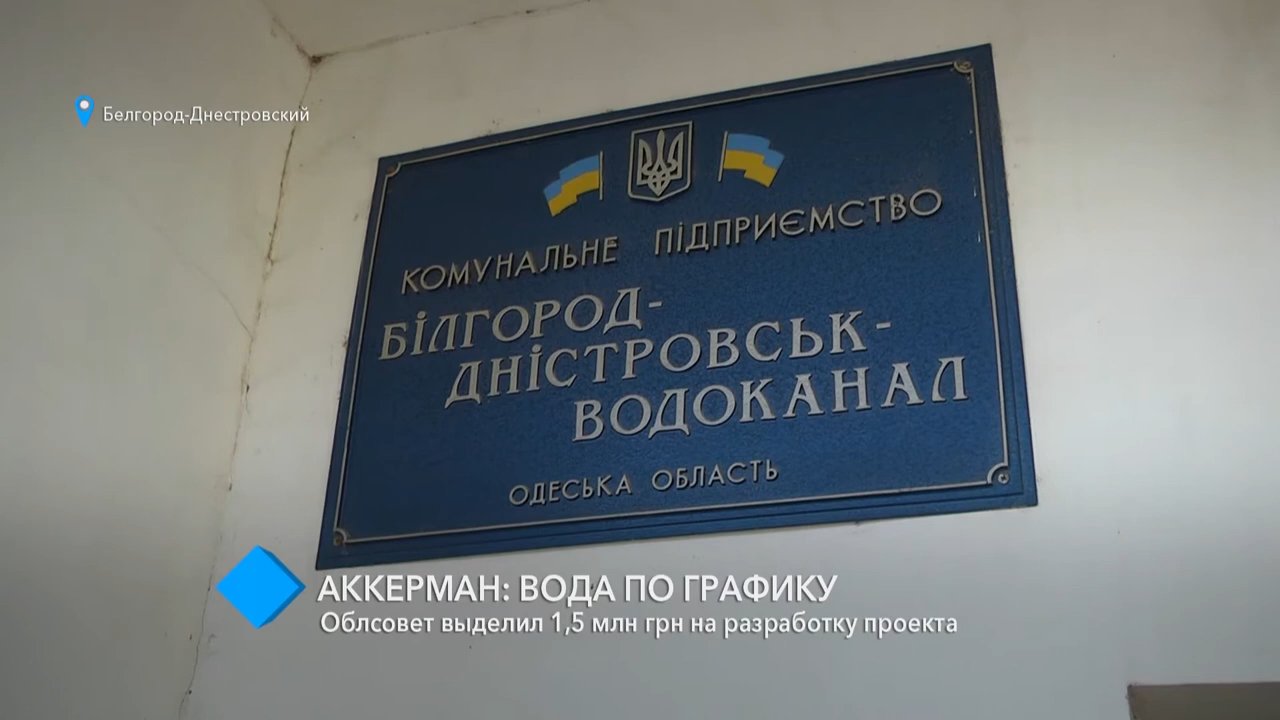 Белгород-Днестровский
КОМУНАЛЬНЕ ПІДПРИЄМСТВО
БІЛГОРОД-
ДНІСТРОВСЬК-
ВОДОКАНАЛ
ОДЕСЬКА ОБЛАСТЬ
АККЕРМАН: ВОДА ПО ГРАФИКУ
Облсовет выделил 1,5 млн грн на разработку проекта